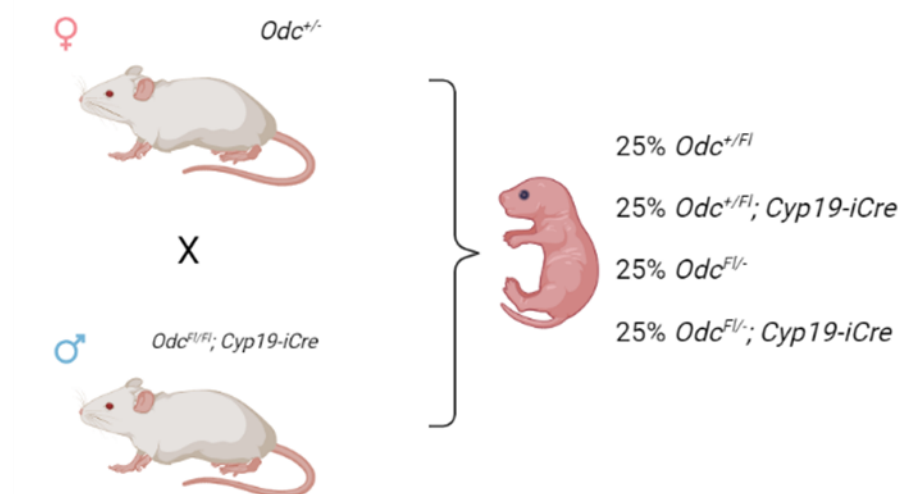 ♀ Odc+/-
X
♂ OdcFl/Fl; Cyp19-iCre
25% Odc+/Fl
25% Odc+/Fl; Cyp19-iCre
25% OdcFl/-
25% OdcFl/-; Cyp19-iCre